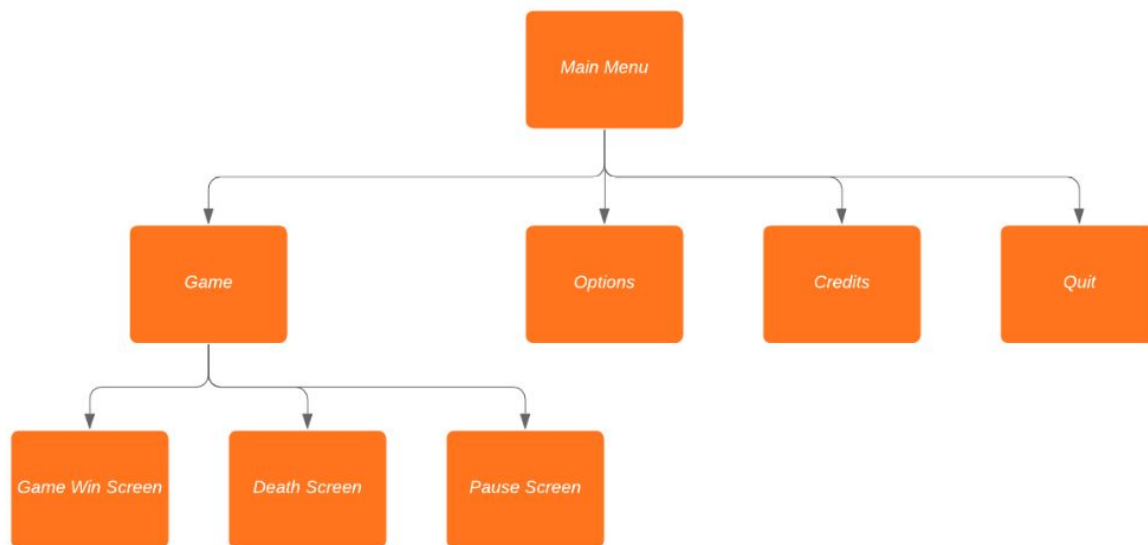 Main Menu
Game
Options
Credits
Quit
Game Win Screen
Death Screen
Pause Screen